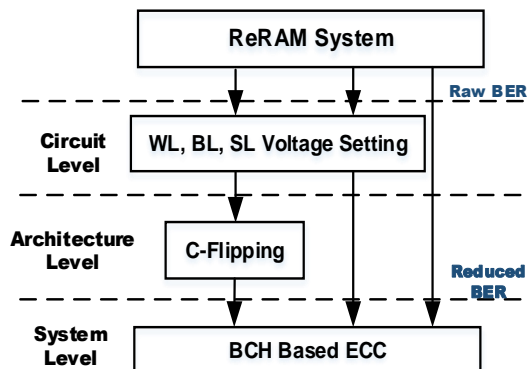 ReRAM System
Raw BER
Circuit
Level
WL, BL, SL Voltage Setting
Architecture
Level
C-Flipping
Reduced
BER
System
Level
BCH Based ECC